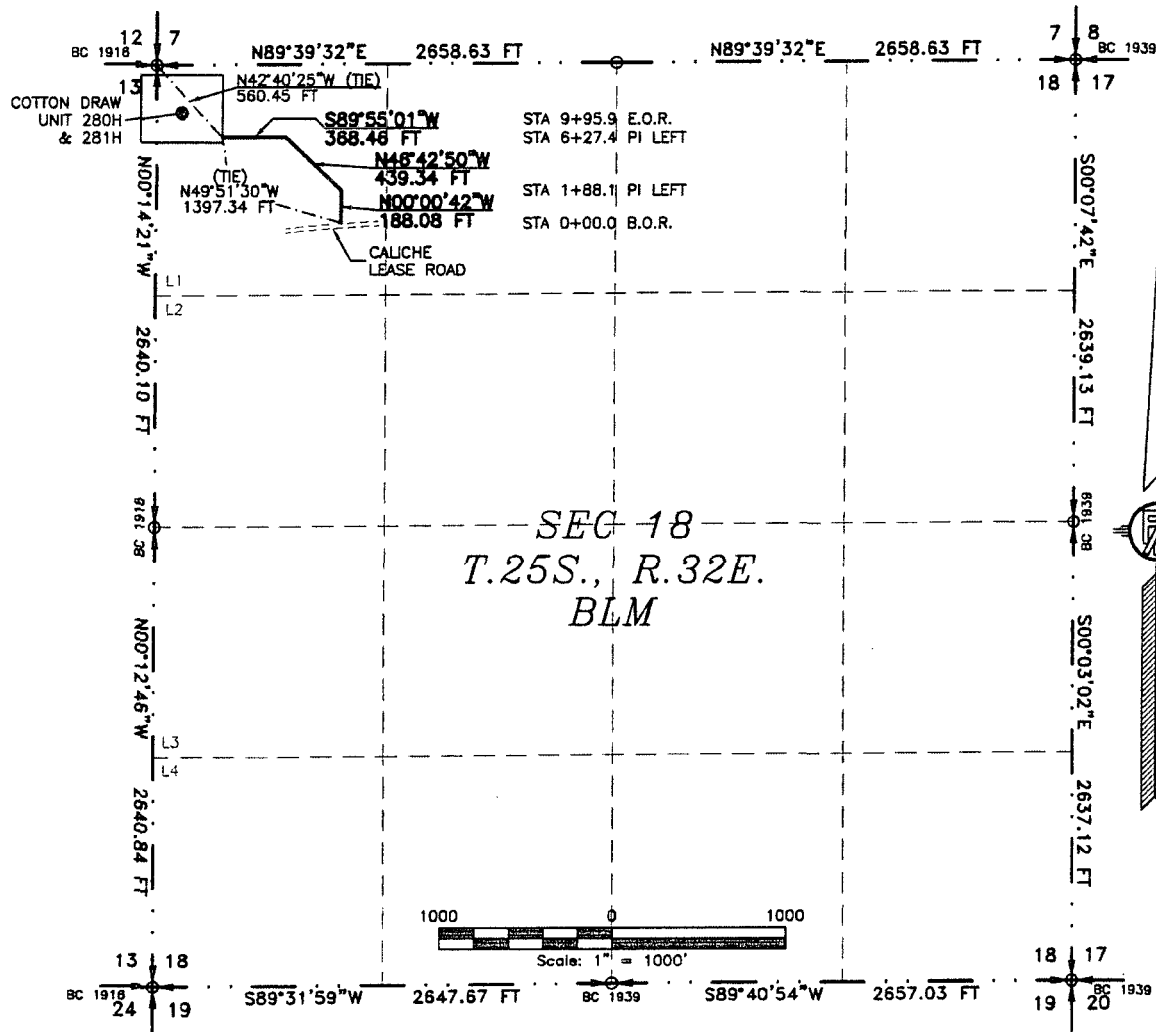 12 7
BC 1918
13
N89°39'32"E 2658.63 FT
N89°39'32"E 2658.63 FT
7 8
BC 1939
18 17
N42°40'25"W (TIE)
560.45 FT
COTTON DRAW
UNIT 280H
& 281H
S89°55'01"W
368.46 FT
STA 9+95.9 E.O.R.
STA 6+27.4 PI LEFT
N46°42'50"W
439.34 FT
(TIE)
N49°51'30"W
1397.34 FT
STA 1+88.1 PI LEFT
N00°00'42"W
188.08 FT
STA 0+00.0 B.O.R.
CALICHE
LEASE ROAD
N00°14'21"W
2640.10 FT
S00°07'42"E
2639.13 FT
L1
L2
BC 1918
BC 1939
SEC 18
T.25S., R.32E.
BLM
N00°12'46"W
2640.84 FT
S00°03'02"E
2637.12 FT
L3
L4
1000 0 1000
Scale: 1" = 1000'
13 18
BC 1918
24 19
S89°31'59"W 2647.67 FT
BC 1939
S89°40'54"W 2657.03 FT
18 17
BC 1939
19 20